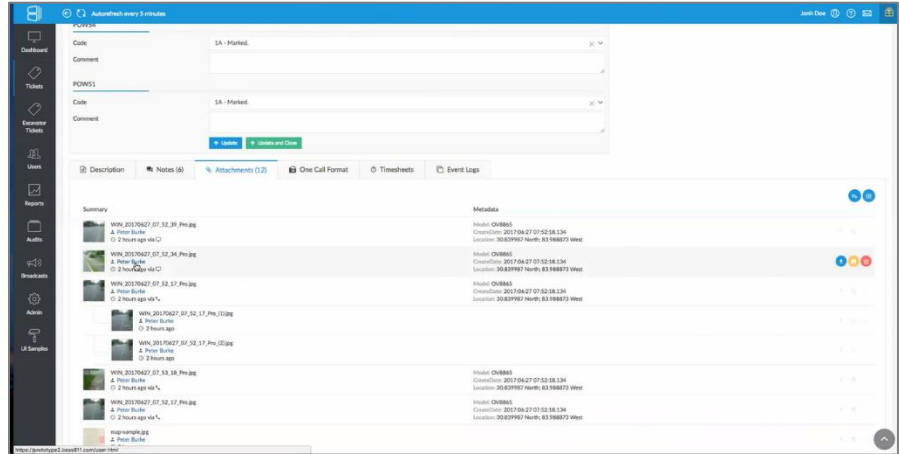 Autorefresh every 5 minutes
Jonh Doe
Dashboard
Tickets
Excavator
Tickets
Users
Reports
Audits
Broadcasts
Admin
UI Samples
POWS4
Code
1A - Marked.
Comment
POWS1
Code
1A - Marked.
Comment
Update
Update and Close
Description
Notes (6)
Attachments (12)
One Call Format
Timesheets
Event Logs
Summary
Metadata
WIN_20170627_07_52_39_Pro.jpg
Peter Burke
2 hours ago via
Model: OV8865
CreateDate: 2017:06:27 07:52:18.134
Location: 30.839987 North; 83.988873 West
WIN_20170627_07_52_34_Pro.jpg
Peter Burke
2 hours ago via
Model: OV8865
CreateDate: 2017:06:27 07:52:18.134
Location: 30.839987 North; 83.988873 West
WIN_20170627_07_52_17_Pro.jpg
Peter Burke
2 hours ago via
Model: OV8865
CreateDate: 2017:06:27 07:52:18.134
Location: 30.839987 North; 83.988873 West
WIN_20170627_07_52_17_Pro_(1).jpg
Peter Burke
2 hours ago
WIN_20170627_07_52_17_Pro_(2).jpg
Peter Burke
2 hours ago
WIN_20170627_07_53_18_Pro.jpg
Peter Burke
2 hours ago via
Model: OV8865
CreateDate: 2017:06:27 07:52:18.134
Location: 30.839987 North; 83.988873 West
WIN_20170627_07_52_17_Pro.jpg
Peter Burke
2 hours ago via
Model: OV8865
CreateDate: 2017:06:27 07:52:18.134
Location: 30.839987 North; 83.988873 West
map-sample.jpg
Peter Burke
https://prototype2.boss811.com/user.html